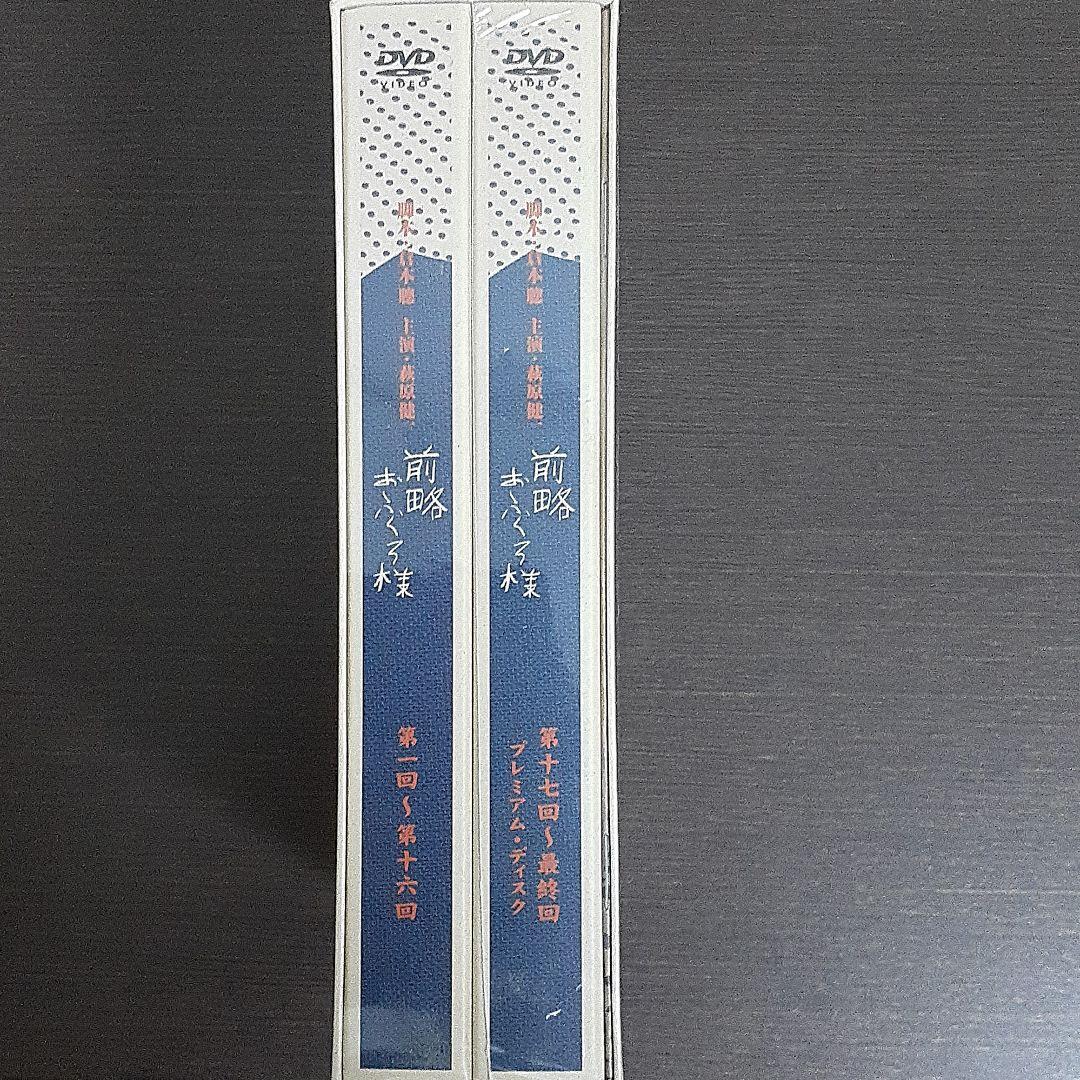 DVD
VIDEO
脚本・倉本聰 主演・萩原健一
前略
おふくろ様
第一回～第十六回
DVD
VIDEO
脚本・倉本聰 主演・萩原健一
前略
おふくろ様
第十七回～最終回
プレミアム・ディスク